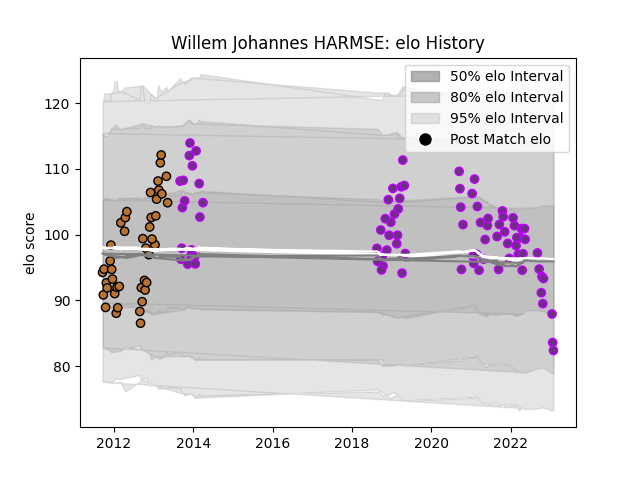 Willem Johannes HARMSE: elo History
50% elo Interval
80% elo Interval
95% elo Interval
Post Match elo
elo score
120
110
100
90
80
2012
2014
2016
2018
2020
2022